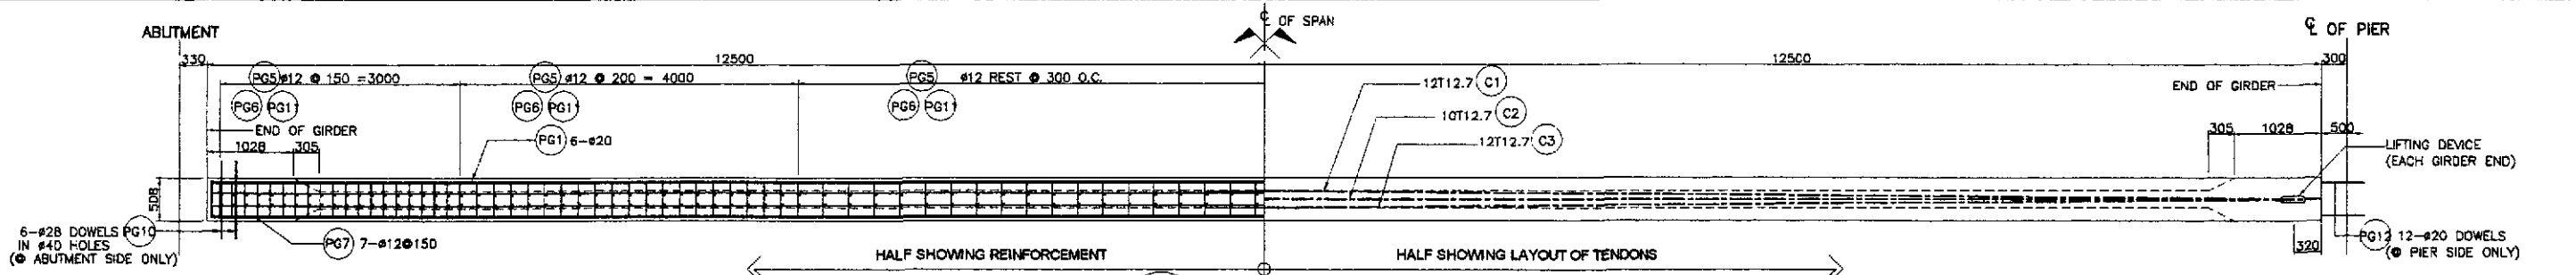 ℄ OF SPAN
ABUTMENT
℄ OF PIER
330
12500
12500
300
PG5 ø12 @ 150 =3000
PG5 ø12 @ 200 = 4000
PG5 ø12 REST @ 300 O.C.
12T12.7 C1
END OF GIRDER
PG6 PG11
PG6 PG11
PG6 PG11
10T12.7 C2
END OF GIRDER
PG1 6-ø20
12T12.7 C3
1028
305
305
1028
500
LIFTING DEVICE
(EACH GIRDER END)
508
6-ø28 DOWELS PG10
IN ø40 HOLES
(@ ABUTMENT SIDE ONLY)
PG7 7-ø12@150
320
PG12 12-ø20 DOWELS
(@ PIER SIDE ONLY)
HALF SHOWING REINFORCEMENT
HALF SHOWING LAYOUT OF TENDONS